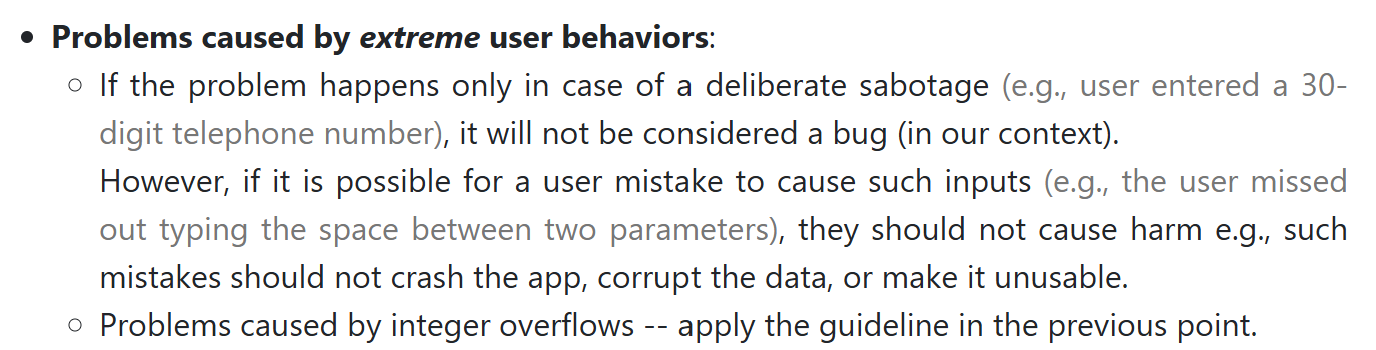 Problems caused by extreme user behaviors:
If the problem happens only in case of a deliberate sabotage (e.g., user entered a 30-
digit telephone number), it will not be considered a bug (in our context).
However, if it is possible for a user mistake to cause such inputs (e.g., the user missed
out typing the space between two parameters), they should not cause harm e.g., such
mistakes should not crash the app, corrupt the data, or make it unusable.
Problems caused by integer overflows -- apply the guideline in the previous point.